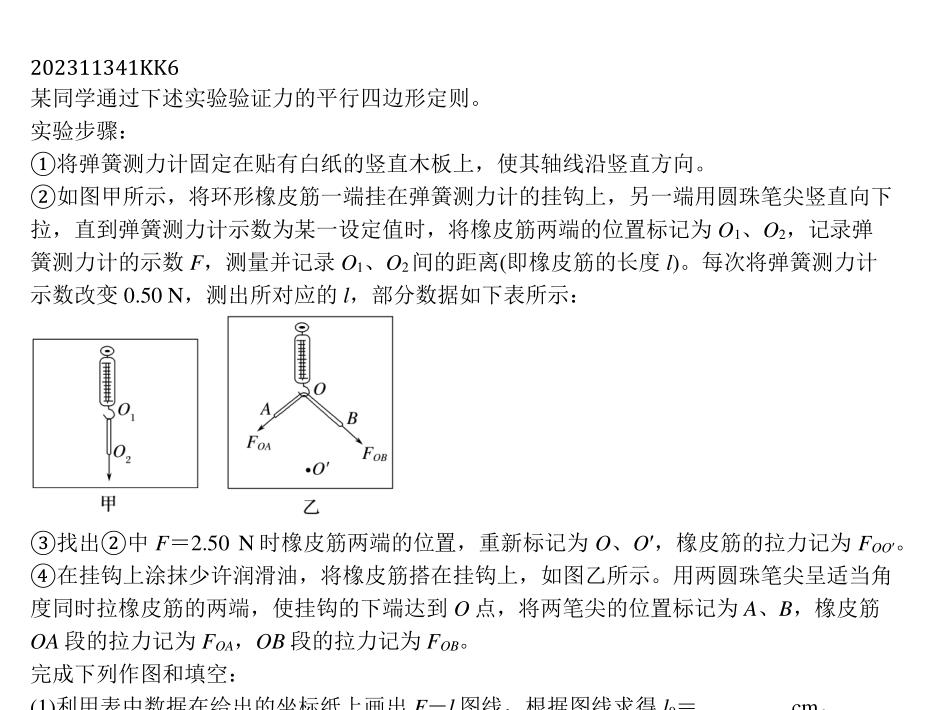 202311341KK6
某同学通过下述实验验证力的平行四边形定则。
实验步骤：
①将弹簧测力计固定在贴有白纸的竖直木板上，使其轴线沿竖直方向。
②如图甲所示，将环形橡皮筋一端挂在弹簧测力计的挂钩上，另一端用圆珠笔尖竖直向下
拉，直到弹簧测力计示数为某一设定值时，将橡皮筋两端的位置标记为 O₁、O₂，记录弹
簧测力计的示数 F，测量并记录 O₁、O₂间的距离(即橡皮筋的长度 l)。每次将弹簧测力计
示数改变 0.50 N，测出所对应的 l，部分数据如下表所示：
O₁
O₂
甲
O
A
B
F_OA
F_OB
O′
乙
③找出②中 F＝2.50 N 时橡皮筋两端的位置，重新标记为 O、O′，橡皮筋的拉力记为 F_OO′。
④在挂钩上涂抹少许润滑油，将橡皮筋搭在挂钩上，如图乙所示。用两圆珠笔尖呈适当角
度同时拉橡皮筋的两端，使挂钩的下端达到 O 点，将两笔尖的位置标记为 A、B，橡皮筋
OA 段的拉力记为 F_OA，OB 段的拉力记为 F_OB。
完成下列作图和填空：
(1)利用表中数据在给出的坐标纸上画出 F－l 图线，根据图线求得 l₀＝________cm。